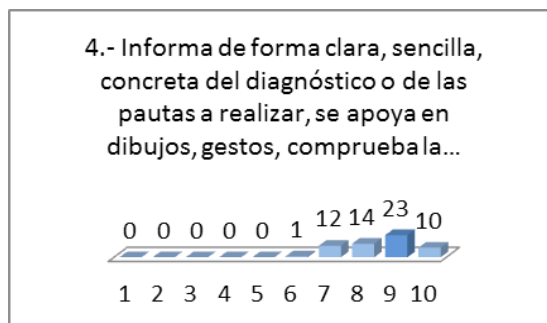 4.- Informa de forma clara, sencilla,
concreta del diagnóstico o de las
pautas a realizar, se apoya en
dibujos, gestos, comprueba la...
0 0 0 0 0 1 12 14 23 10
1 2 3 4 5 6 7 8 9 10